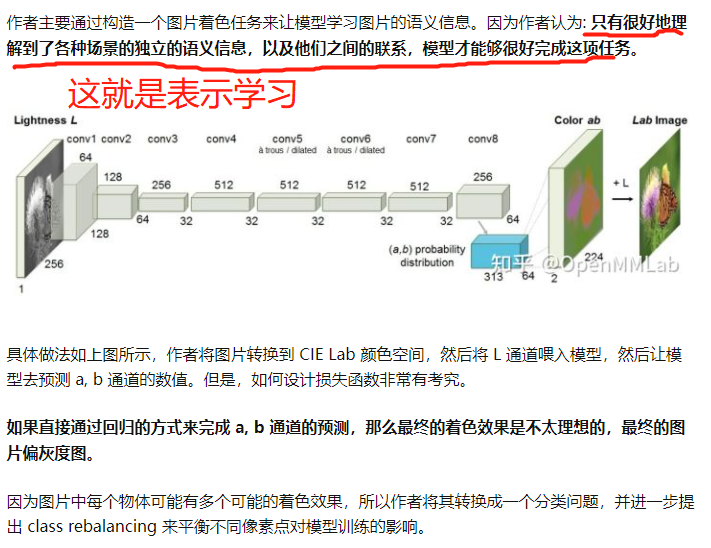 作者主要通过构造一个图片着色任务来让模型学习图片的语义信息。因为作者认为: 只有很好地理
解到了各种场景的独立的语义信息，以及他们之间的联系，模型才能够很好完成这项任务。
这就是表示学习
Lightness L
conv1
conv2
conv3
conv4
conv5
à trous / dilated
conv6
à trous / dilated
conv7
conv8
Color ab
Lab Image
64
128
256
512
512
512
512
256
+ L
64
32
32
32
32
32
64
128
256
1
(a,b) probability
distribution
313
64
2
224
知乎 @OpenMMLab
具体做法如上图所示，作者将图片转换到 CIE Lab 颜色空间，然后将 L 通道喂入模型，然后让模
型去预测 a, b 通道的数值。但是，如何设计损失函数非常有考究。
如果直接通过回归的方式来完成 a, b 通道的预测，那么最终的着色效果是不太理想的，最终的图
片偏灰度图。
因为图片中每个物体可能有多个可能的着色效果，所以作者将其转换成一个分类问题，并进一步提
出 class rebalancing 来平衡不同像素点对模型训练的影响。